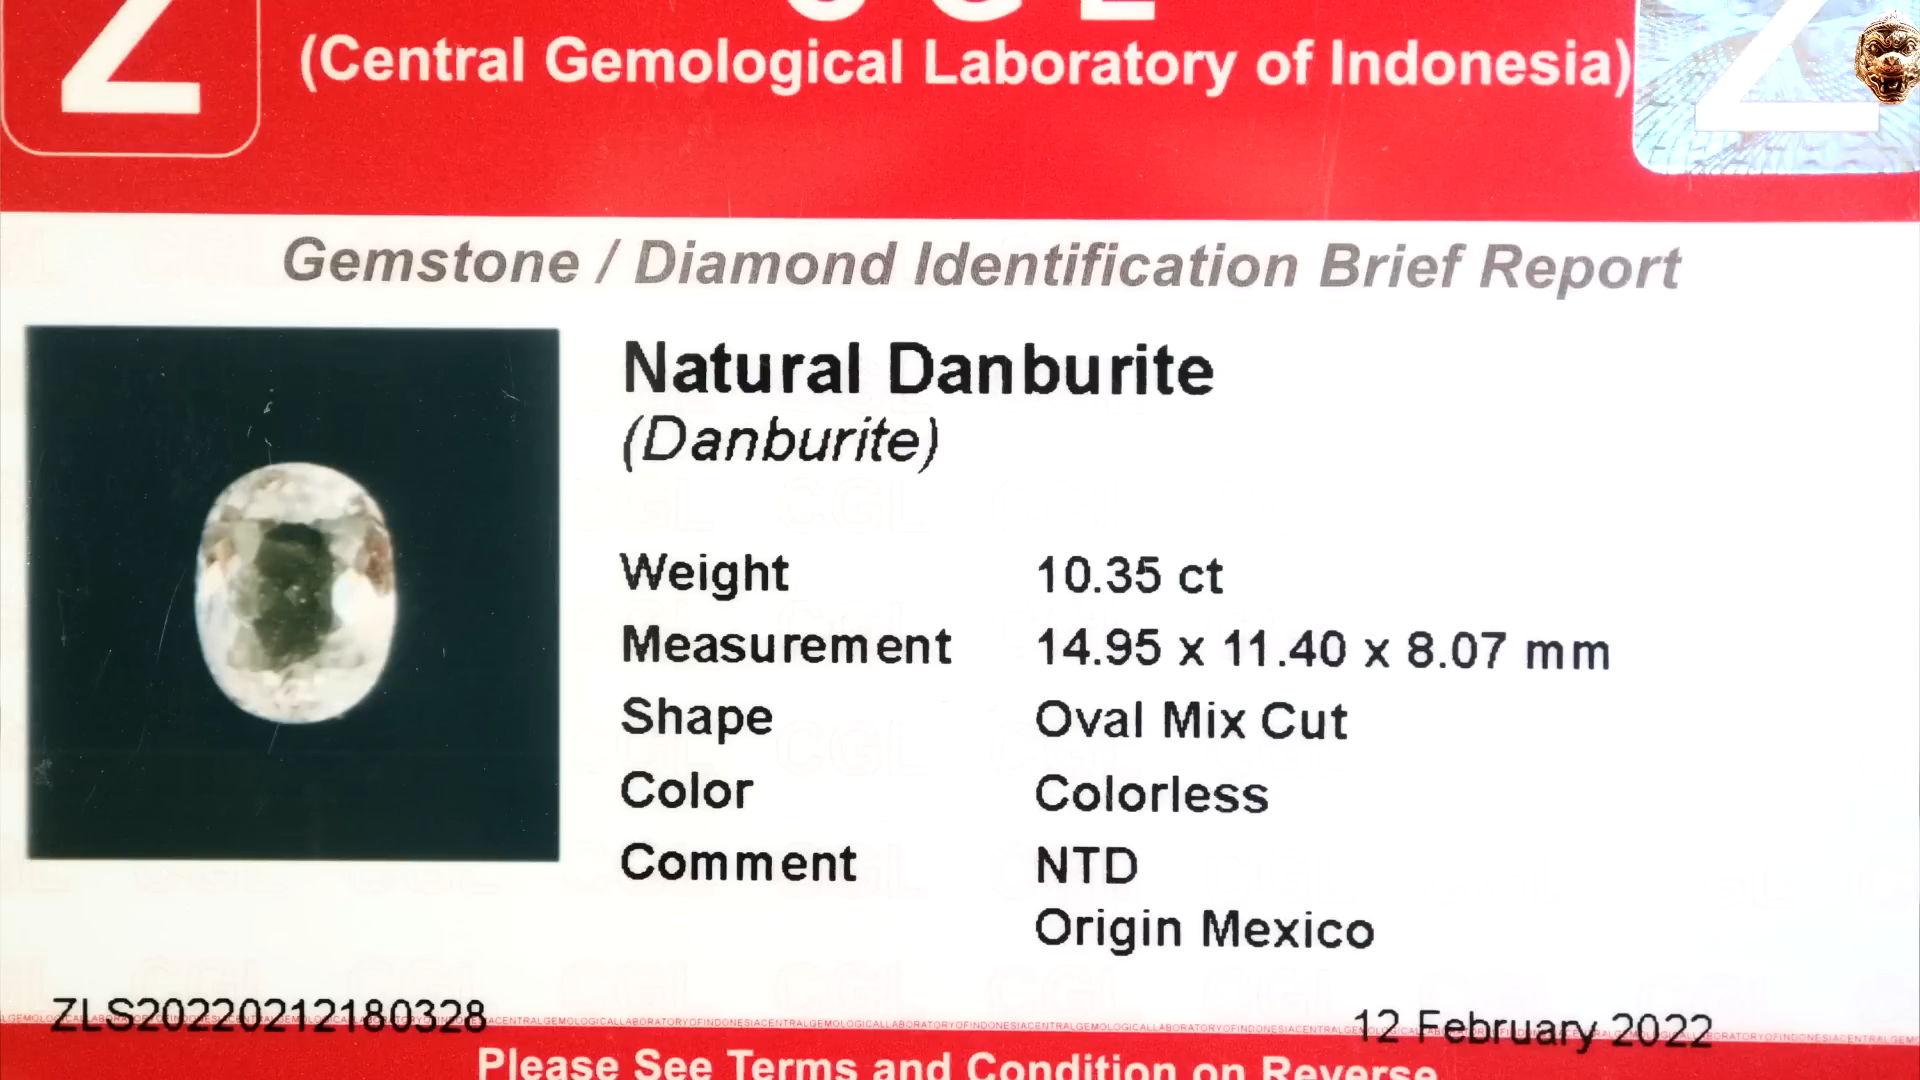 Z
CGL
Z
(Central Gemological Laboratory of Indonesia)
Gemstone / Diamond Identification Brief Report
Natural Danburite
(Danburite)
Weight 10.35 ct
Measurement 14.95 x 11.40 x 8.07 mm
Shape Oval Mix Cut
Color Colorless
Comment NTD
Origin Mexico
ZLS20220212180328
12 February 2022
Please See Terms and Condition on Reverse